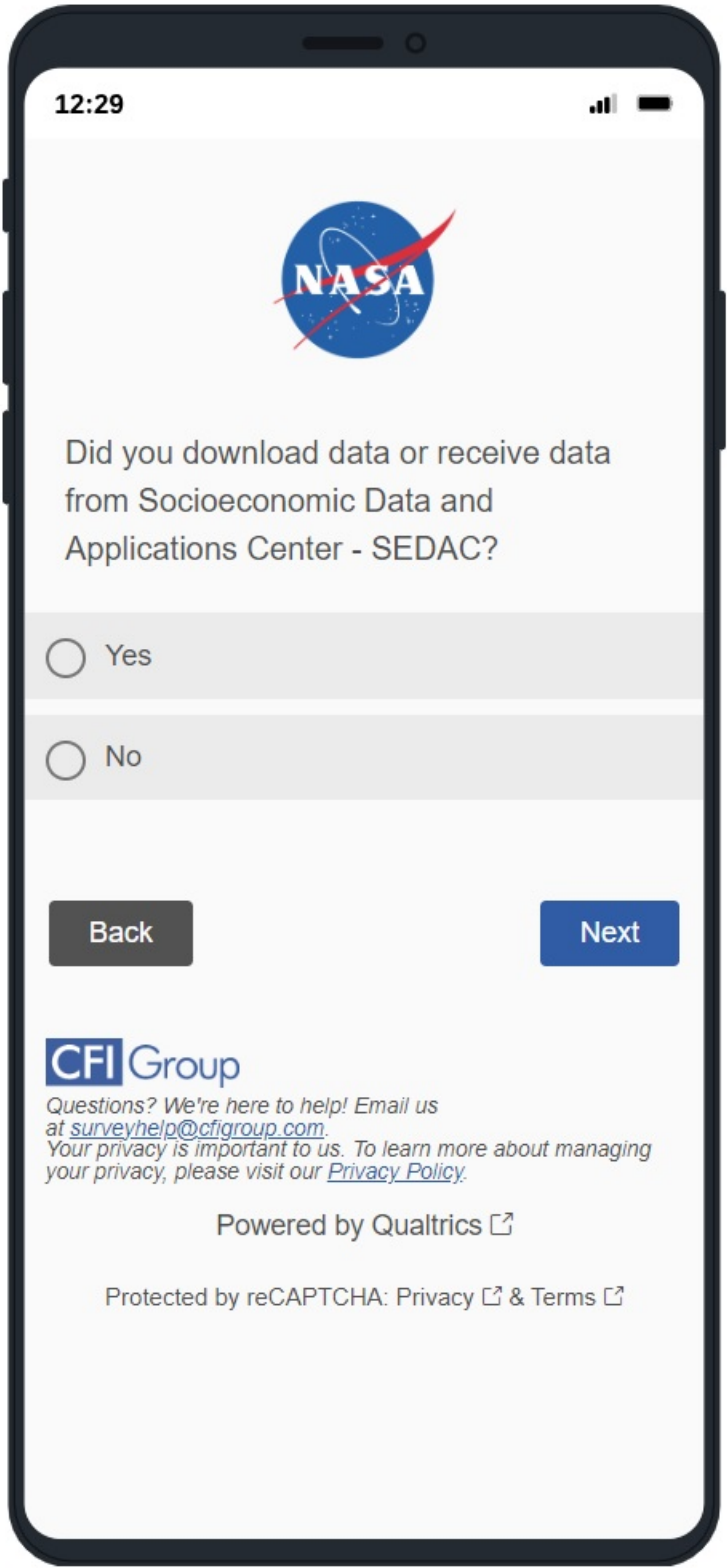 12:29
NASA
Did you download data or receive data
from Socioeconomic Data and
Applications Center - SEDAC?
Yes
No
Back
Next
CFI Group
Questions? We're here to help! Email us
at surveyhelp@cfigroup.com.
Your privacy is important to us. To learn more about managing
your privacy, please visit our Privacy Policy.
Powered by Qualtrics
Protected by reCAPTCHA: Privacy & Terms